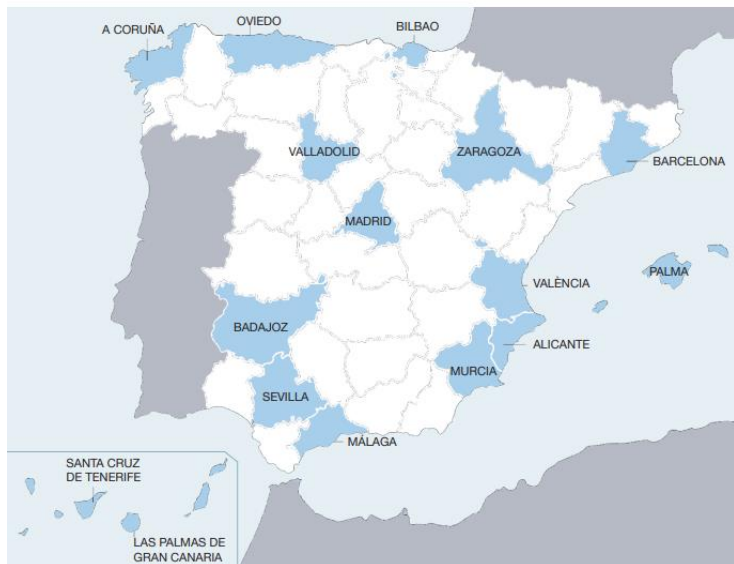 OVIEDO
BILBAO
A CORUÑA
VALLADOLID
ZARAGOZA
BARCELONA
MADRID
PALMA
VALÈNCIA
BADAJOZ
ALICANTE
MURCIA
SEVILLA
MÁLAGA
SANTA CRUZ
DE TENERIFE
LAS PALMAS DE
GRAN CANARIA